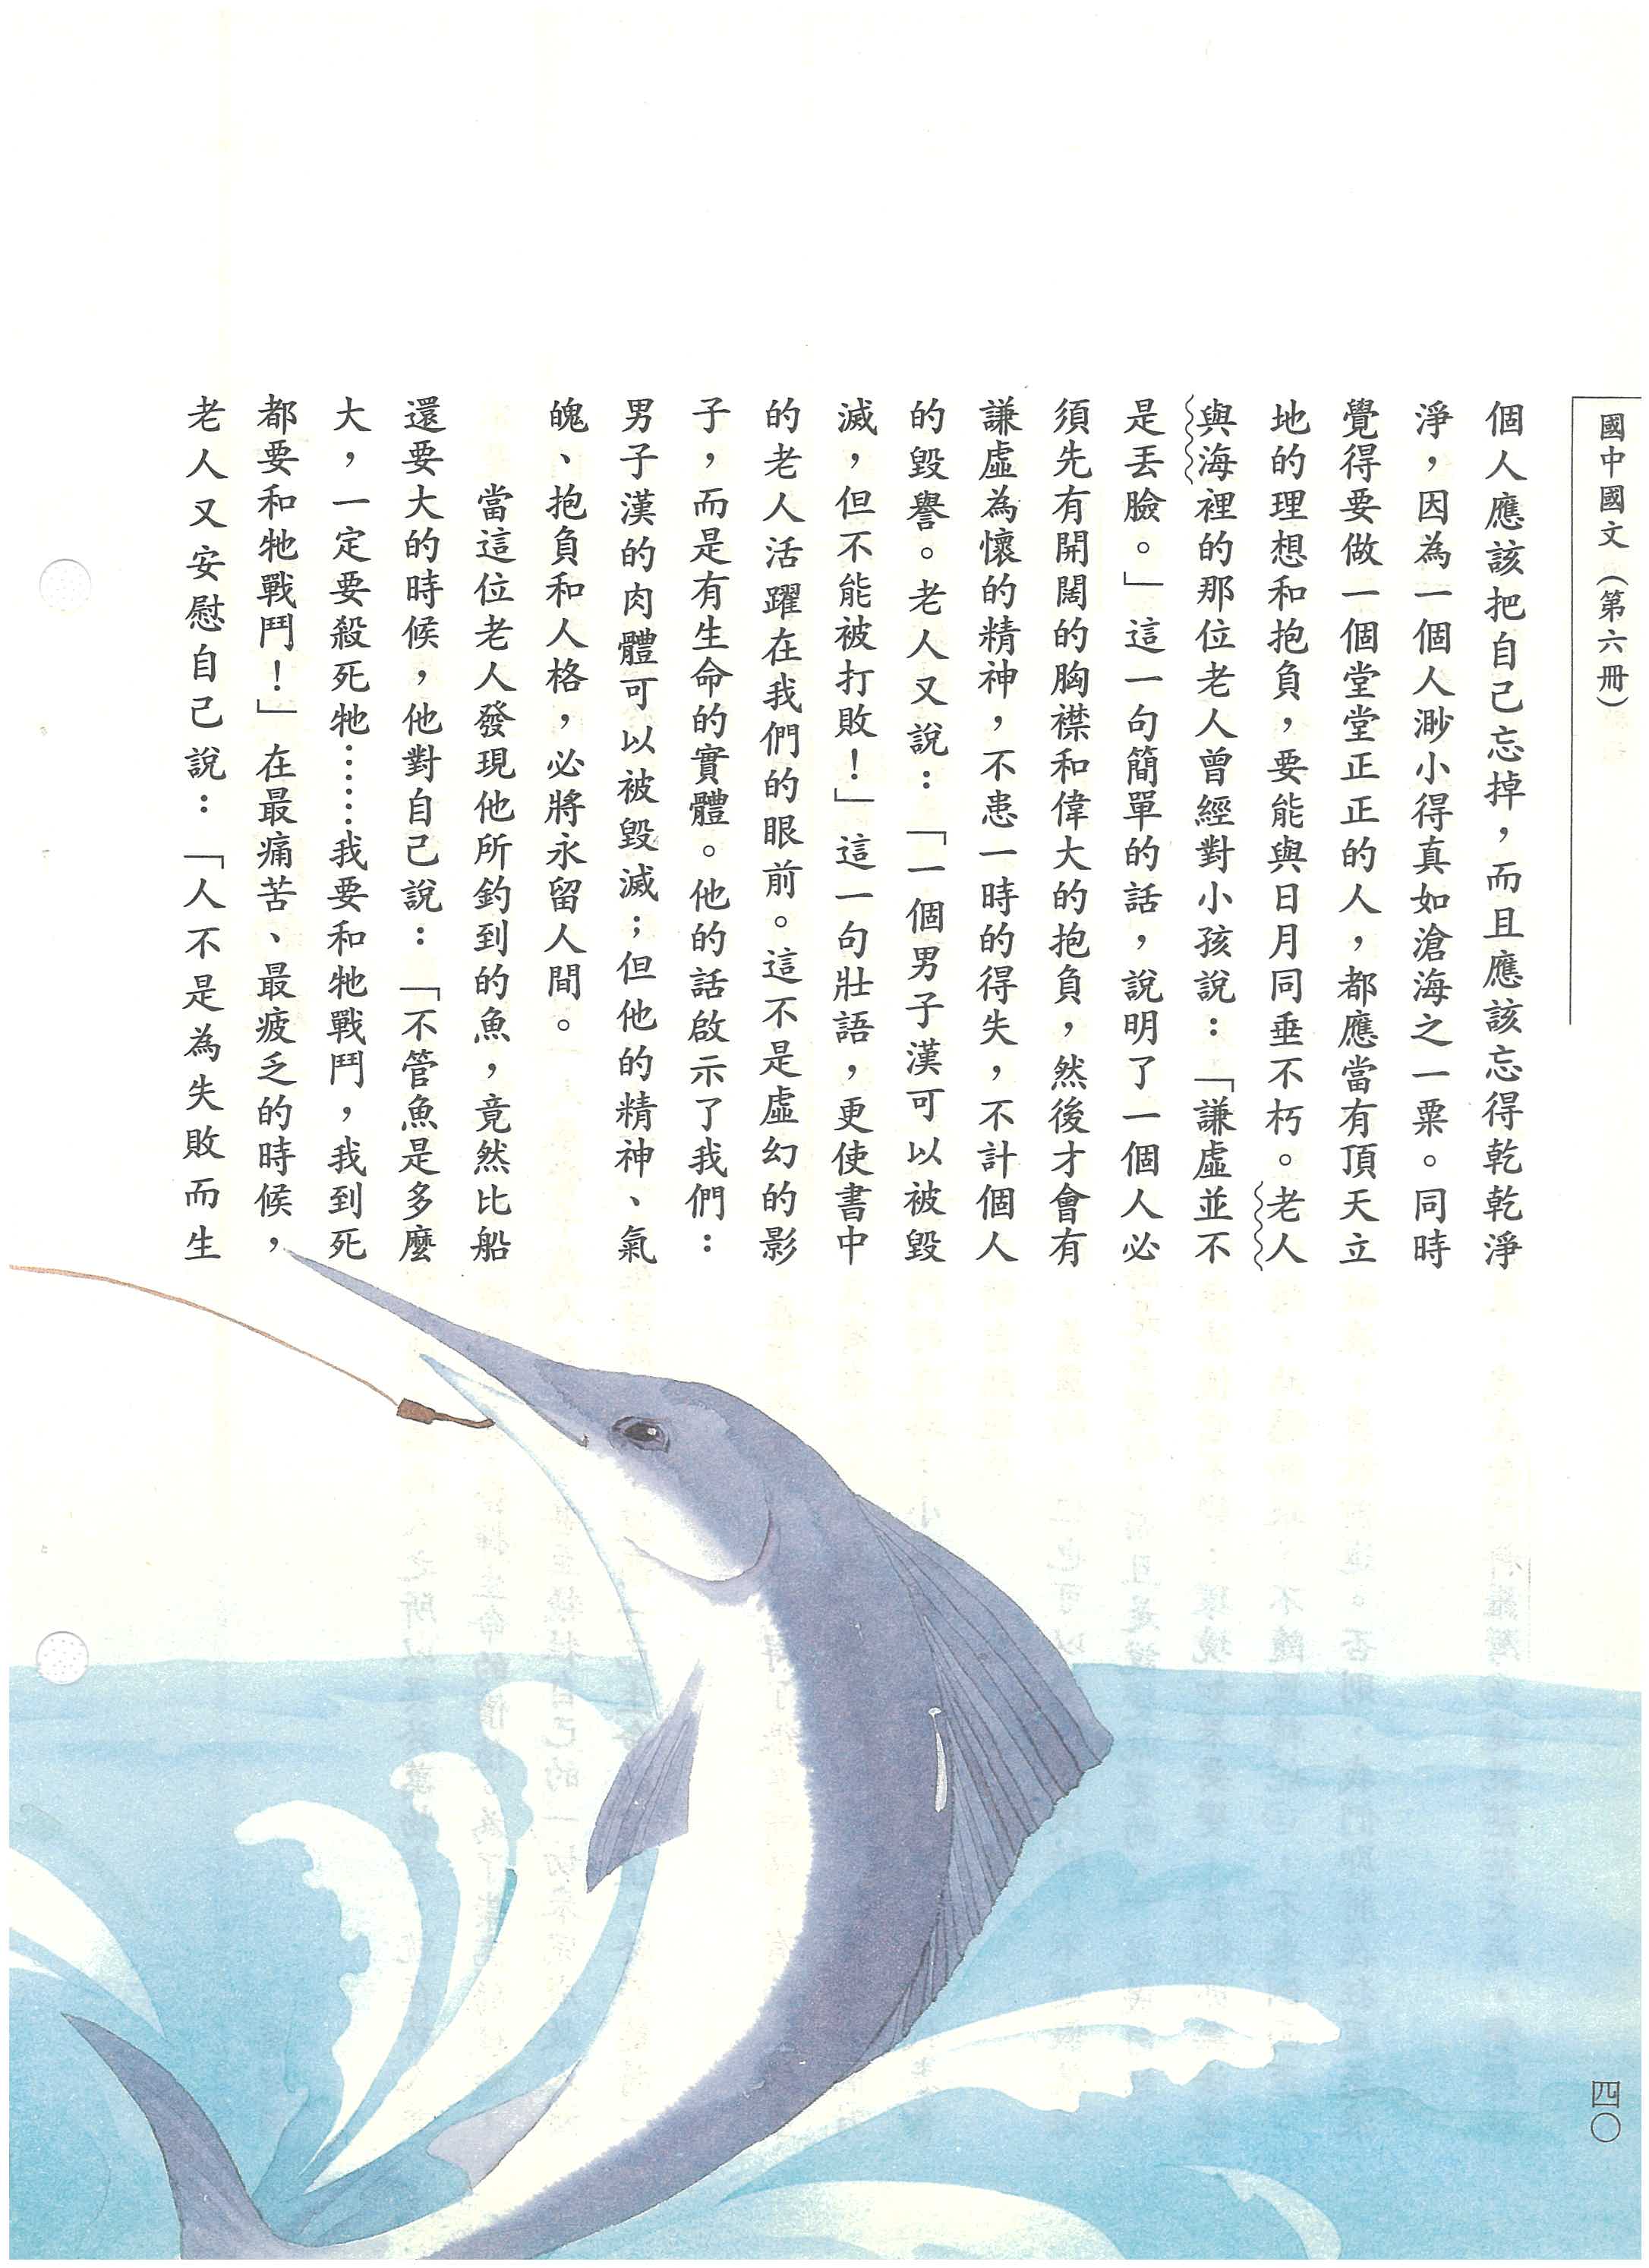 國中國文(第六冊)
個人應該把自己忘掉，而且應該忘得乾乾淨
淨，因為一個人渺小得真如滄海之一粟。同時
覺得要做一個堂堂正正的人，都應當有頂天立
地的理想和抱負，要能與日月同垂不朽。老人
與海裡的那位老人曾經對小孩說：「謙虛並不
是丟臉。」這一句簡單的話，說明了一個人必
須先有開闊的胸襟和偉大的抱負，然後才會有
謙虛為懷的精神，不患一時的得失，不計個人
的毀譽。老人又說：「一個男子漢可以被毀
滅，但不能被打敗！」這一句壯語，更使書中
的老人活躍在我們的眼前。這不是虛幻的影
子，而是有生命的實體。他的話啟示了我們：
男子漢的肉體可以被毀滅；但他的精神、氣
魄、抱負和人格，必將永留人間。
當這位老人發現他所釣到的魚，竟然比船
還要大的時候，他對自己說：「不管魚是多麼
大，一定要殺死牠……我要和牠戰鬥，我到死
都要和牠戰鬥！」在最痛苦、最疲乏的時候，
老人又安慰自己說：「人不是為失敗而生
四〇